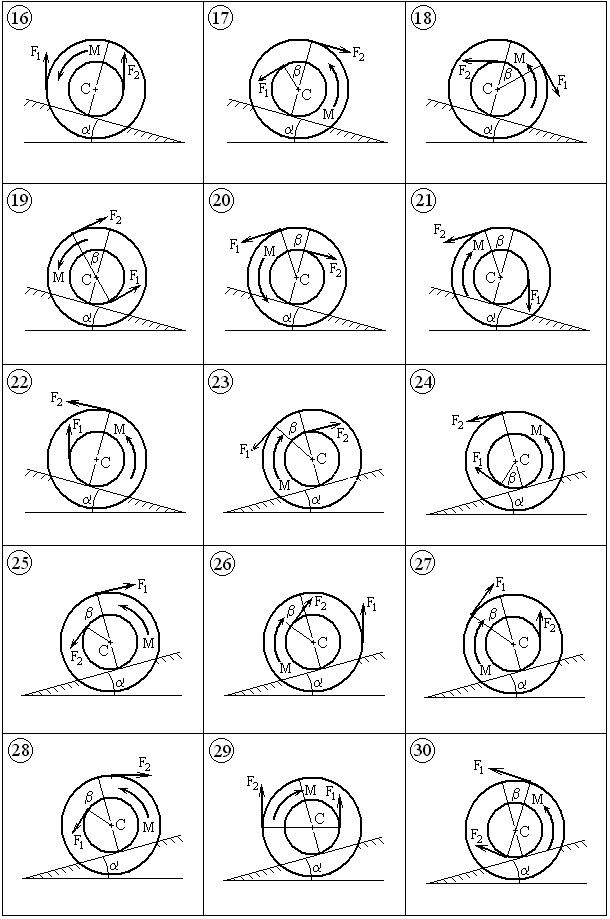 16 17 18
F₁ M F₂ C α
F₂ F₁ β C M α
F₂ M β F₁ C α
19 20 21
F₂ β M C F₁ α
F₁ M β F₂ C α
F₂ M β C F₁ α
22 23 24
F₂ F₁ M C α
F₁ β F₂ C M α
F₂ M F₁ C β α
25 26 27
F₁ β F₂ C M α
β F₂ F₁ C M α
F₁ β F₂ C M α
28 29 30
F₂ β F₁ C M α
F₂ M F₁ C α
F₁ β M F₂ C α